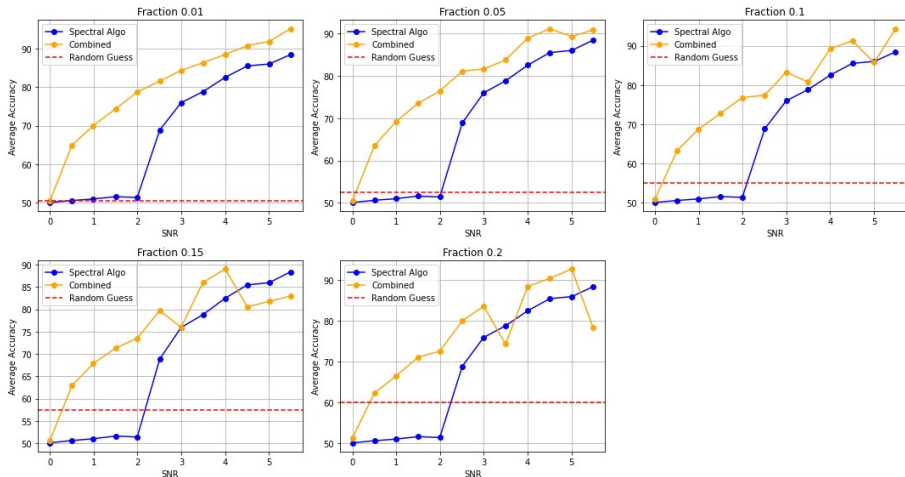 Fraction 0.01
Average Accuracy
90
80
70
60
50
Spectral Algo
Combined
Random Guess
0 1 2 3 4 5
SNR
Fraction 0.05
Average Accuracy
90
80
70
60
50
Spectral Algo
Combined
Random Guess
0 1 2 3 4 5
SNR
Fraction 0.1
Average Accuracy
90
80
70
60
50
Spectral Algo
Combined
Random Guess
0 1 2 3 4 5
SNR
Fraction 0.15
Average Accuracy
90
85
80
75
70
65
60
55
50
Spectral Algo
Combined
Random Guess
0 1 2 3 4 5
SNR
Fraction 0.2
Average Accuracy
90
80
70
60
50
Spectral Algo
Combined
Random Guess
0 1 2 3 4 5
SNR